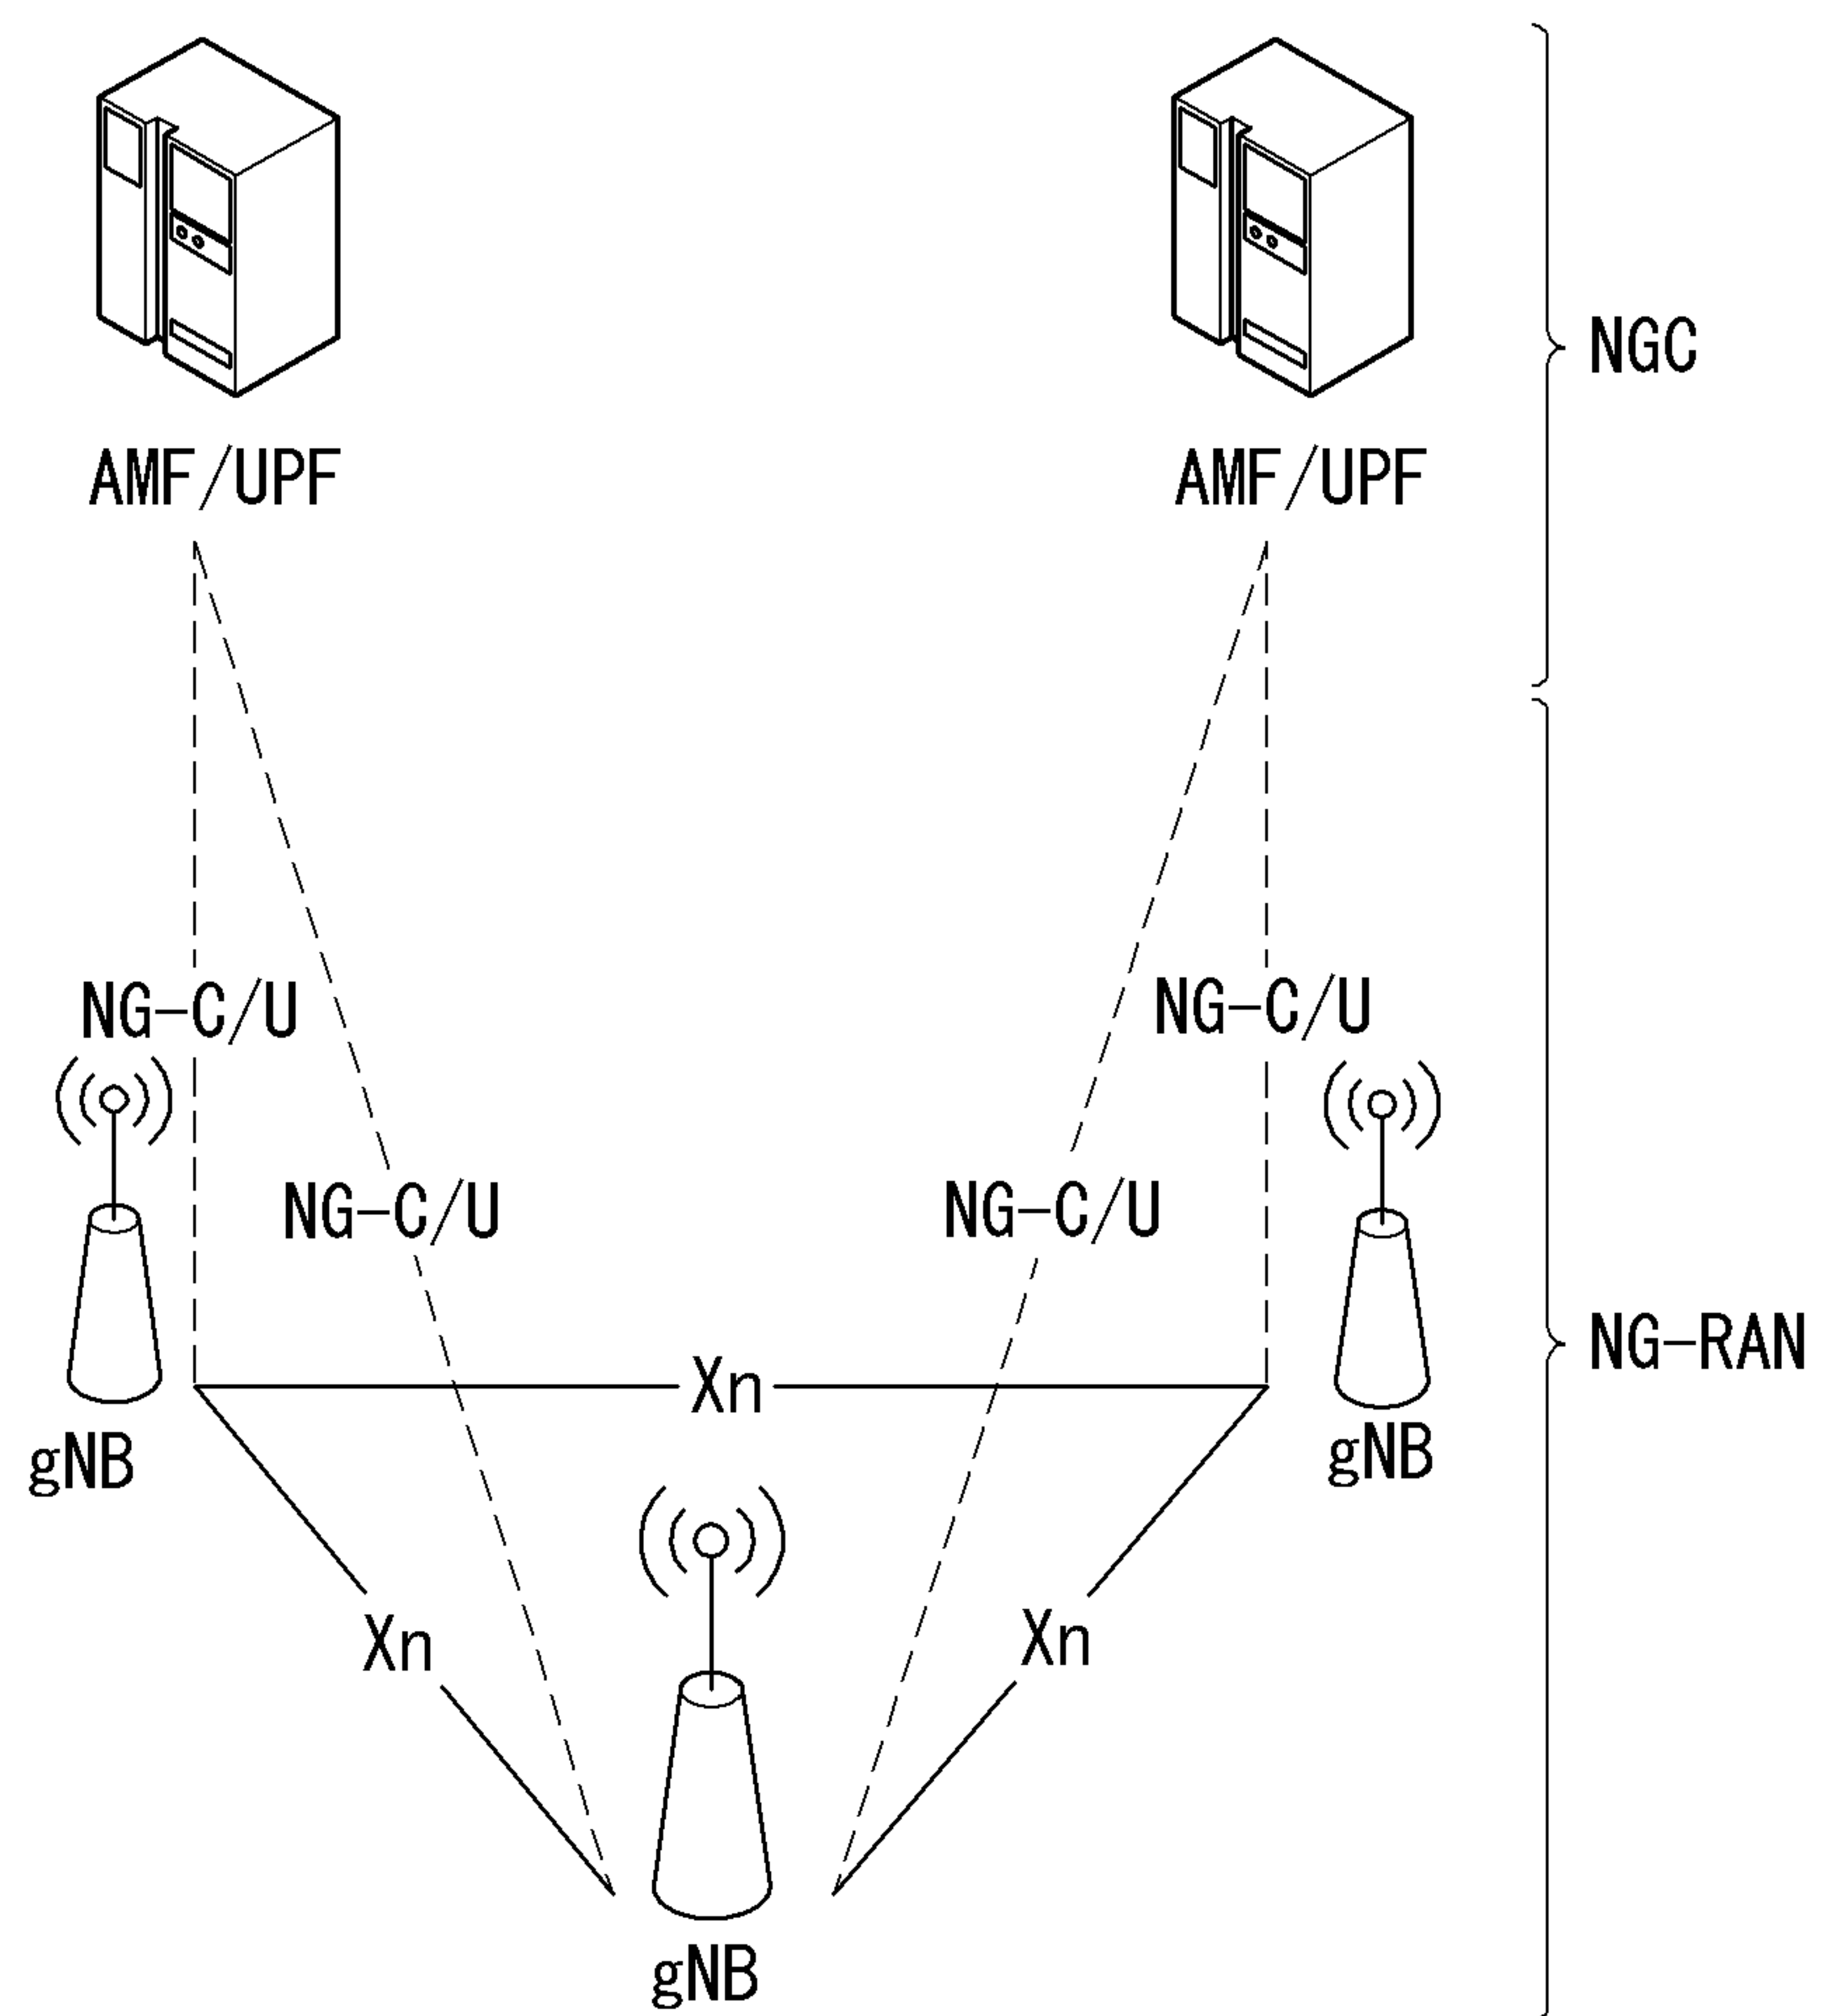 NGC
AMF/UPF
AMF/UPF
NG-C/U
NG-C/U
NG-C/U
NG-C/U
NG-RAN
Xn
gNB
gNB
Xn
Xn
gNB